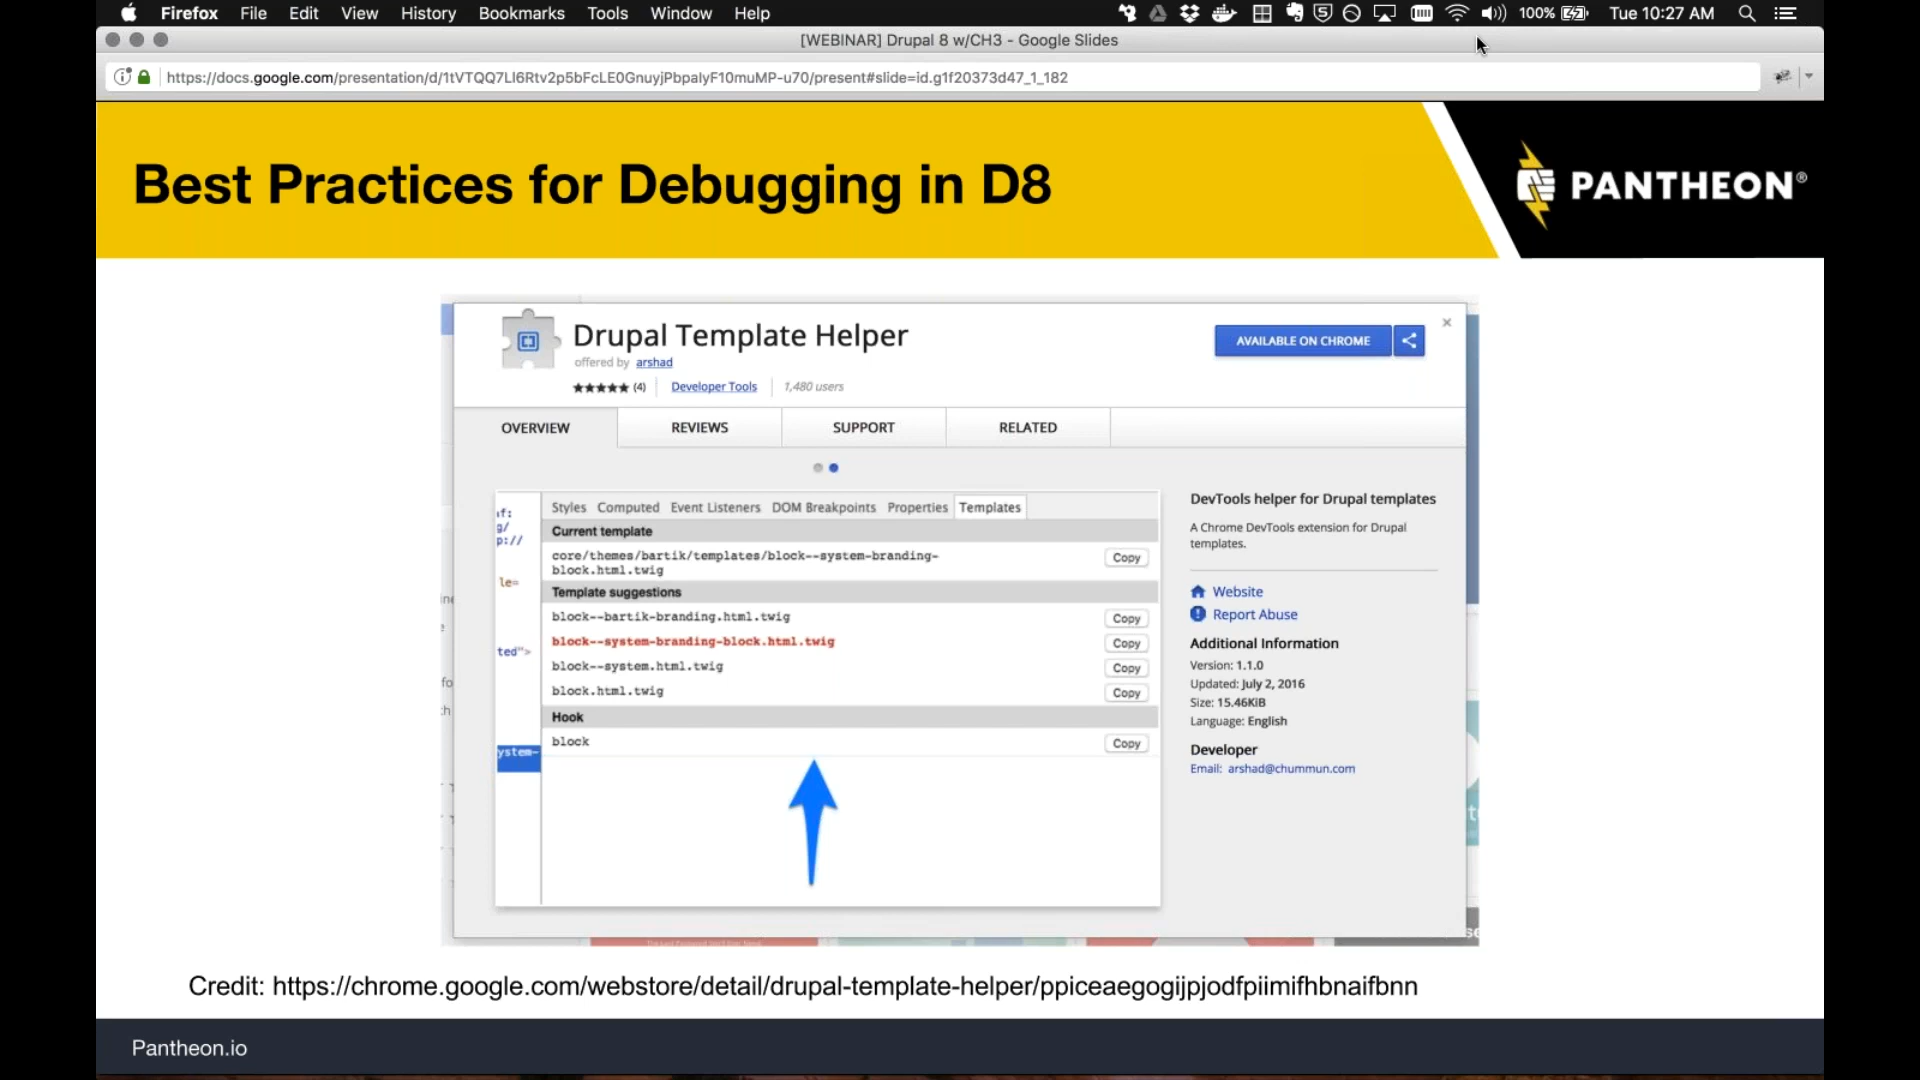 Firefox File Edit View History Bookmarks Tools Window Help 100% Tue 10:27 AM
[WEBINAR] Drupal 8 w/CH3 - Google Slides
https://docs.google.com/presentation/d/1tVTQQ7Ll6Rtv2p5bFcLE0GnuyjPbpalyF10muMP-u70/present#slide=id.g1f20373d47_1_182
Best Practices for Debugging in D8
PANTHEON®
Drupal Template Helper
offered by arshad
(4) Developer Tools 1,480 users
AVAILABLE ON CHROME
OVERVIEW REVIEWS SUPPORT RELATED
Styles Computed Event Listeners DOM Breakpoints Properties Templates
Current template
core/themes/bartik/templates/block--system-branding-
block.html.twig Copy
Template suggestions
block--bartik-branding.html.twig Copy
block--system-branding-block.html.twig Copy
block--system.html.twig Copy
block.html.twig Copy
Hook
block Copy
p://
le=
ted">
ystem-
DevTools helper for Drupal templates
A Chrome DevTools extension for Drupal
templates.
Website
Report Abuse
Additional Information
Version: 1.1.0
Updated: July 2, 2016
Size: 15.46KiB
Language: English
Developer
Email: arshad@chummun.com
Credit: https://chrome.google.com/webstore/detail/drupal-template-helper/ppiceaegogijpjodfpiimifhbnaifbnn
Pantheon.io